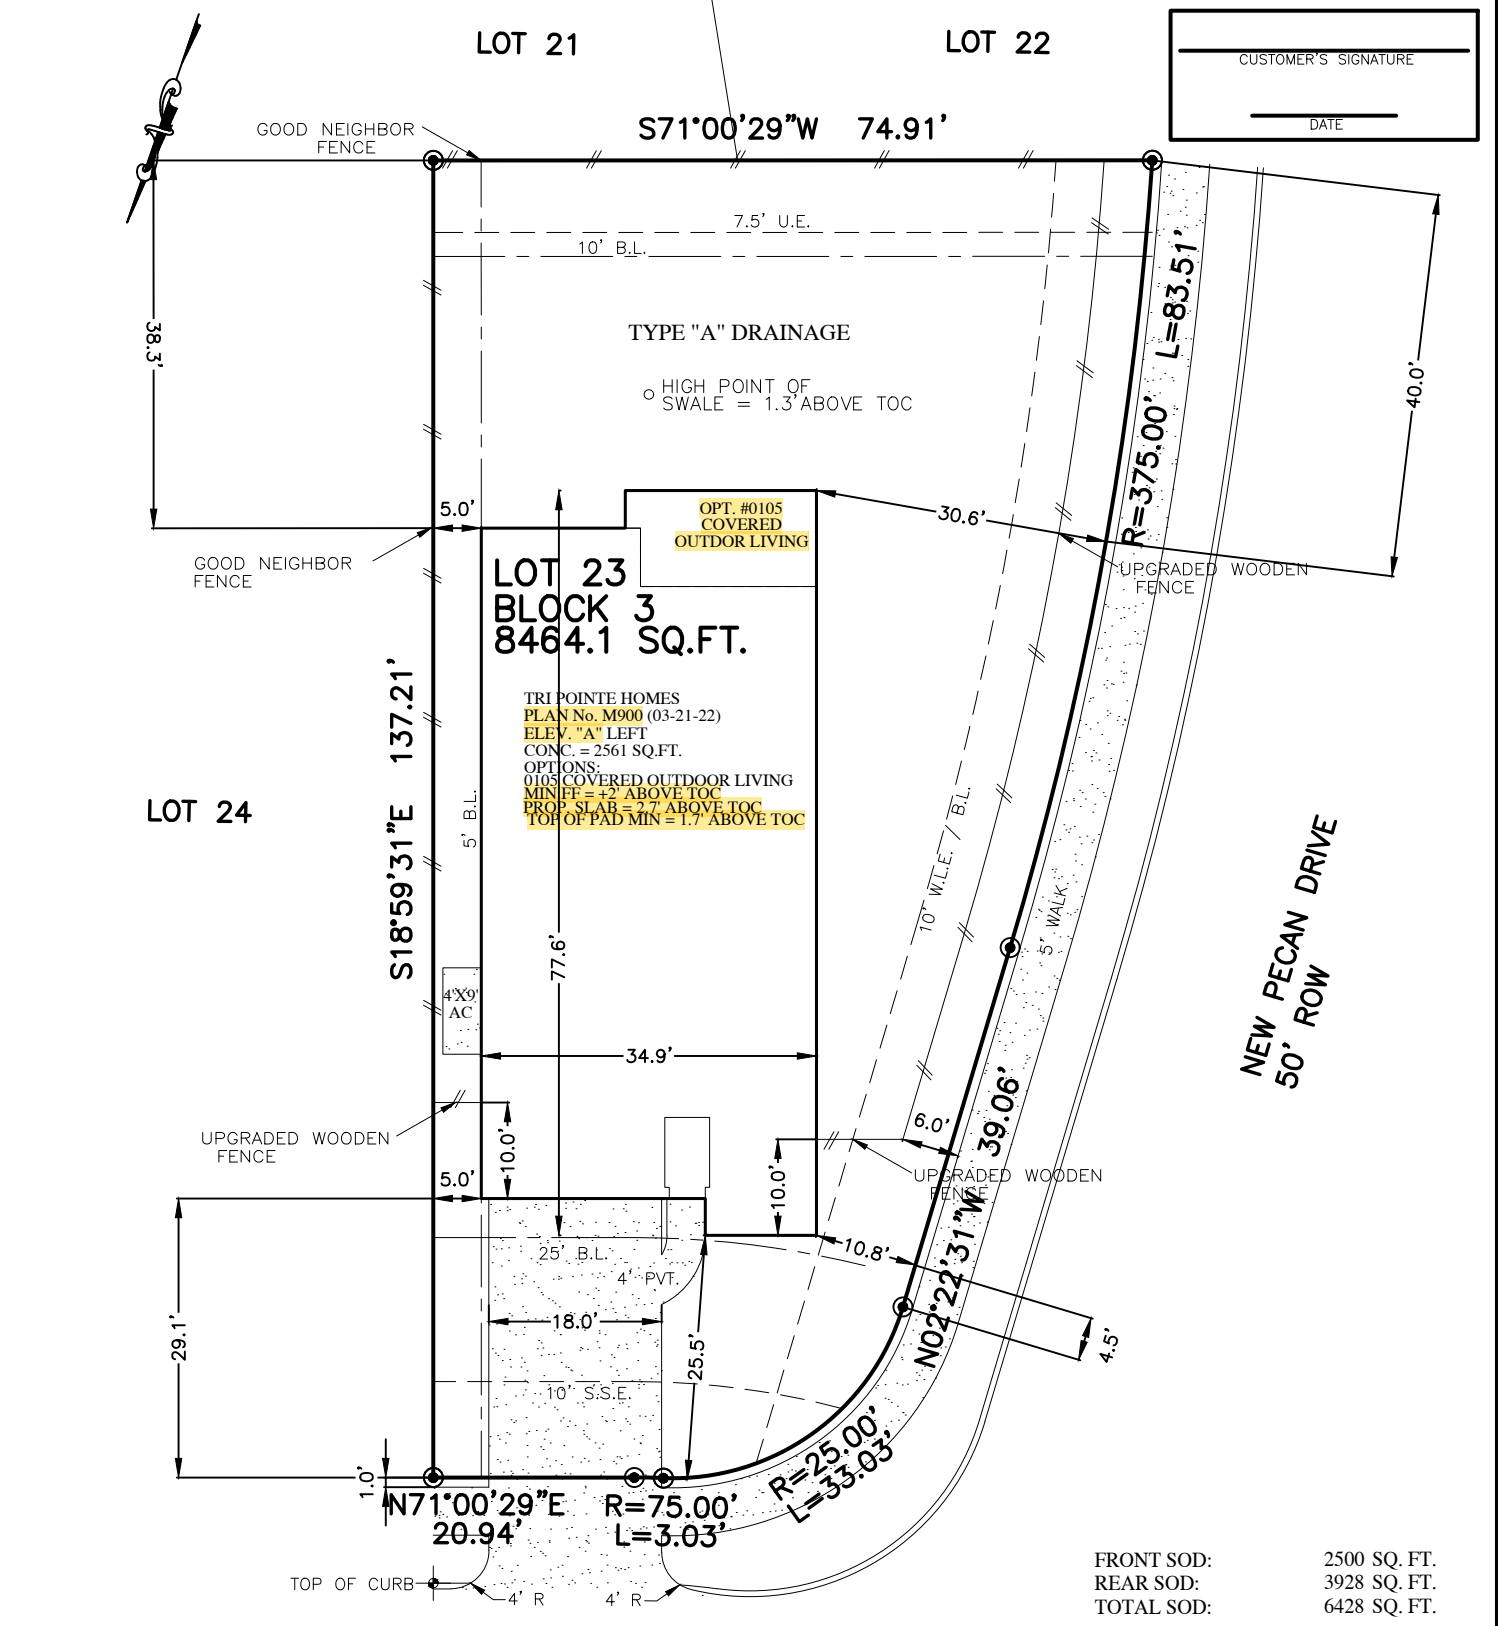 LOT 21
LOT 22
CUSTOMER'S SIGNATURE
DATE
S71°00'29"W 74.91'
GOOD NEIGHBOR
FENCE
7.5' U.E.
10' B.L.
38.3'
TYPE "A" DRAINAGE
HIGH POINT OF
SWALE = 1.3'ABOVE TOC
R=375.00' L=83.51'
40.0'
5.0'
OPT. #0105
COVERED
OUTDOR LIVING
30.6'
GOOD NEIGHBOR
FENCE
UPGRADED WOODEN
FENCE
LOT 23
BLOCK 3
8464.1 SQ.FT.
TRI POINTE HOMES
PLAN No. M900 (03-21-22)
ELEV. "A" LEFT
CONC. = 2561 SQ.FT.
OPTIONS:
0105 COVERED OUTDOOR LIVING
MIN FF = +2' ABOVE TOC
PROP. SLAB = 2.7' ABOVE TOC
TOP OF PAD MIN = 1.7' ABOVE TOC
S18°59'31"E 137.21'
LOT 24
5' B.L.
10' W.L.E. / B.L.
5' WALK
NEW PECAN DRIVE
50' ROW
77.6'
4'X9'
AC
34.9'
UPGRADED WOODEN
FENCE
10.0'
5.0'
10.0'
6.0'
UPGRADED WOODEN
FENCE
N02°22'31"W 39.06'
10.8'
4.5'
25' B.L.
4' PVT.
18.0'
25.5'
29.1'
10' S.S.E.
1.0'
N71°00'29"E
20.94'
R=75.00'
L=3.03'
R=25.00'
L=33.03'
TOP OF CURB
4' R
4' R
FRONT SOD: 2500 SQ. FT.
REAR SOD: 3928 SQ. FT.
TOTAL SOD: 6428 SQ. FT.